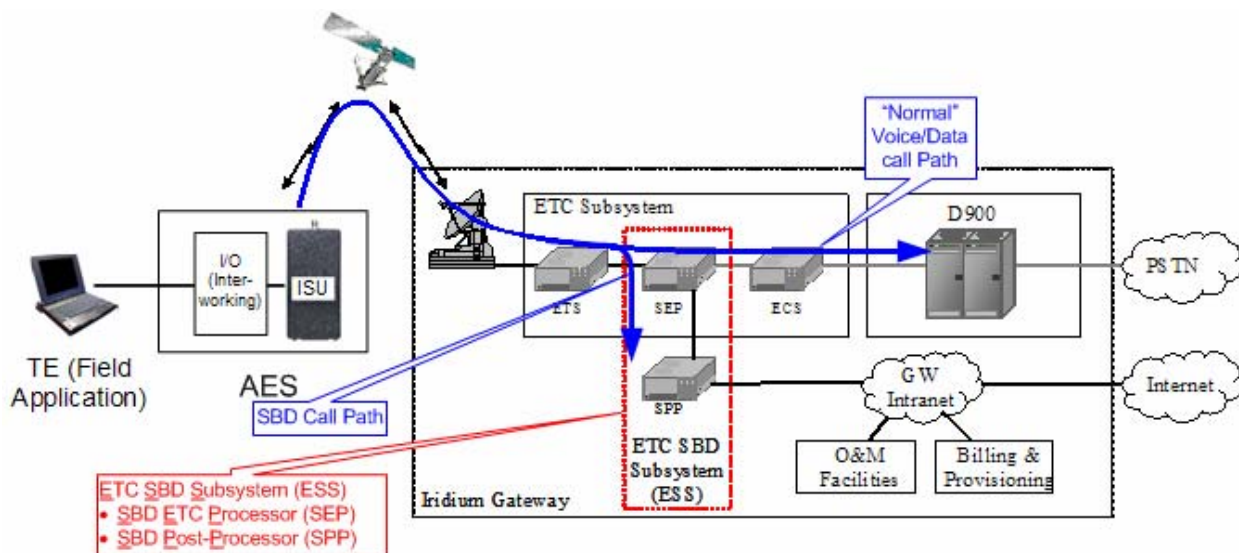 "Normal"
Voice/Data
call Path
ETC Subsystem
D900
I/O
(Inter-
working)
ISU
PSTN
ETS
SEP
ECS
TE (Field
Application)
AES
SBD Call Path
SPP
GW
Intranet
Internet
ETC SBD
Subsystem
(ESS)
O&M
Facilities
Billing &
Provisioning
Iridium Gateway
ETC SBD Subsystem (ESS)
• SBD ETC Processor (SEP)
• SBD Post-Processor (SPP)